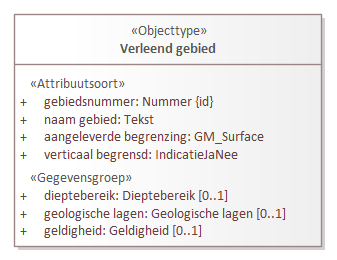 «Objecttype»
Verleend gebied
«Attribuutsoort»
+ gebiedsnummer: Nummer {id}
+ naam gebied: Tekst
+ aangeleverde begrenzing: GM_Surface
+ verticaal begrensd: IndicatieJaNee
«Gegevensgroep»
+ dieptebereik: Dieptebereik [0..1]
+ geologische lagen: Geologische lagen [0..1]
+ geldigheid: Geldigheid [0..1]